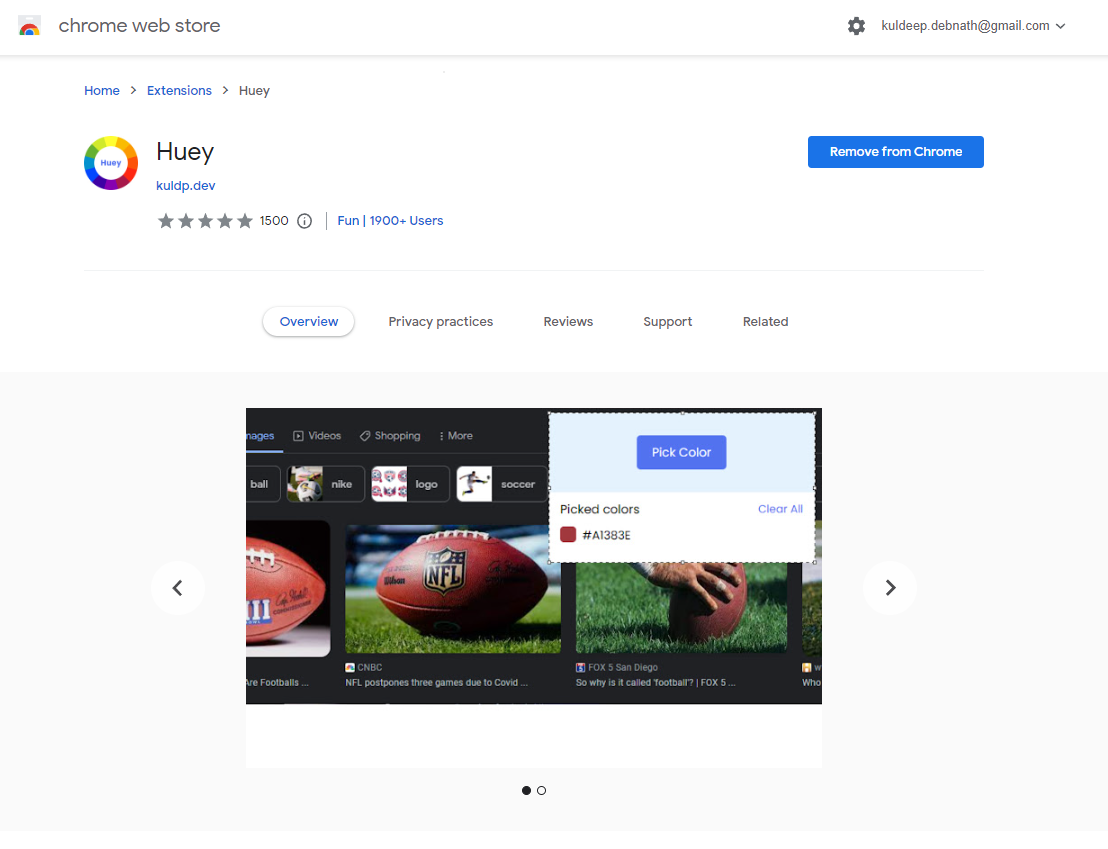 chrome web store
kuldeep.debnath@gmail.com
Home > Extensions > Huey
Huey
Huey
Remove from Chrome
kuldp.dev
1500
Fun | 1900+ Users
Overview
Privacy practices
Reviews
Support
Related
mages
Videos
Shopping
More
Pick Color
ball
nike
logo
soccer
Picked colors
Clear All
#A1383E
Wilson
NFL
CNBC
FOX 5 San Diego
w
Are Footballs ...
NFL postpones three games due to Covid ...
So why is it called 'football'? | FOX 5 ...
Who